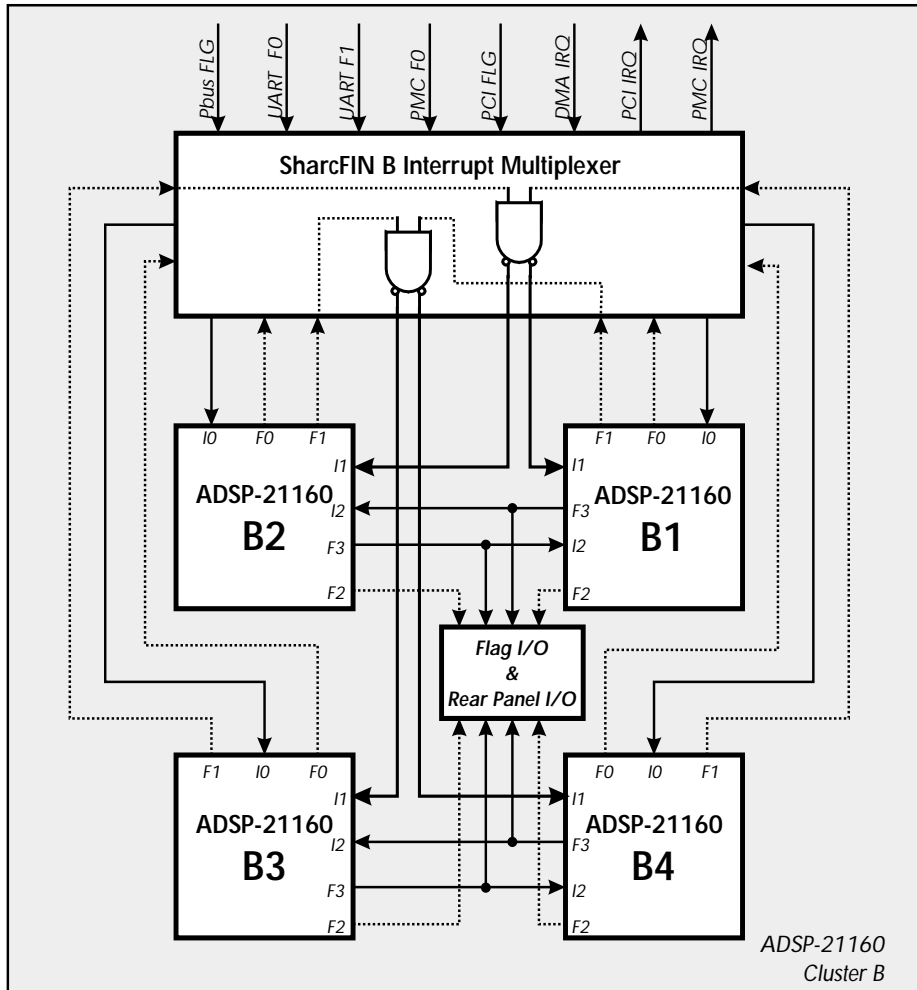 Pbus FLG
UART F0
UART F1
PMC F0
PCI FLG
DMA IRQ
PCI IRQ
PMC IRQ
SharcFIN B Interrupt Multiplexer
I0 F0 F1
I1
ADSP-21160
B2
I2
F3
F2
F1 F0 I0
I1
ADSP-21160
B1
F3
I2
F2
Flag I/O
&
Rear Panel I/O
F1 I0 F0
I1
ADSP-21160
B3
I2
F3
F2
F0 I0 F1
I1
ADSP-21160
B4
F3
I2
F2
ADSP-21160
Cluster B